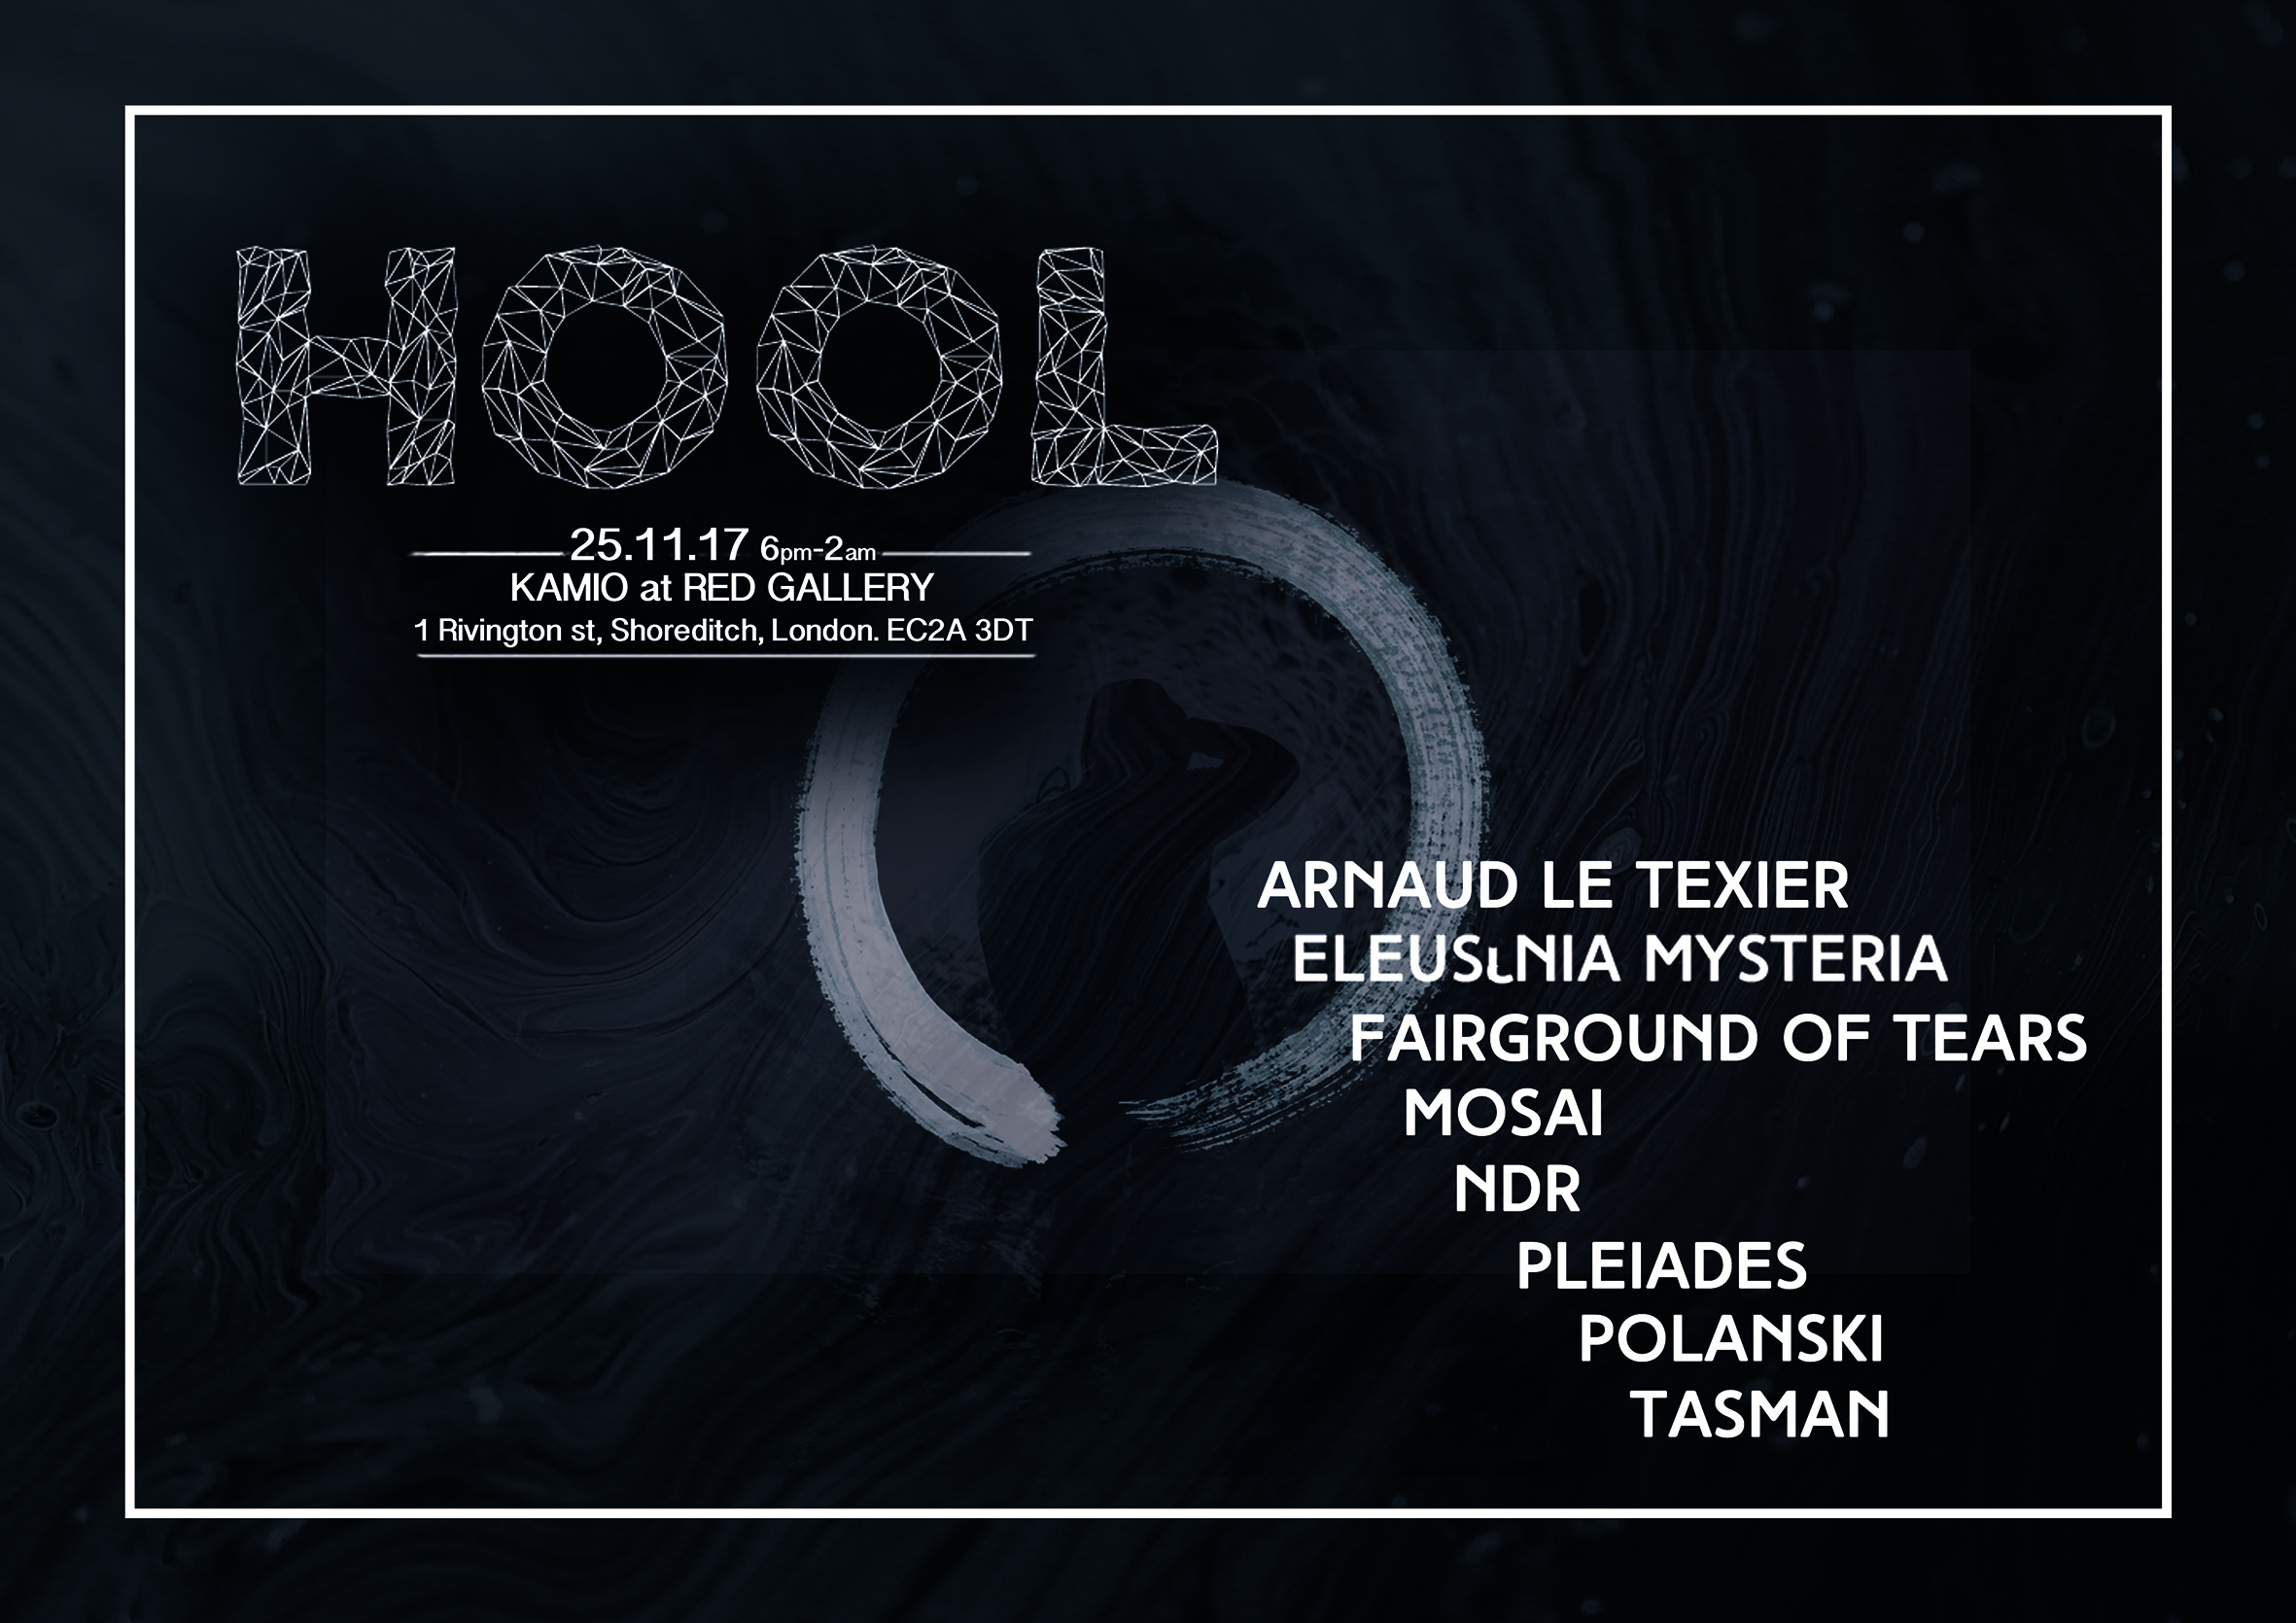 HOOL
25.11.17 6pm-2am
KAMIO at RED GALLERY
1 Rivington st, Shoreditch, London. EC2A 3DT
ARNAUD LE TEXIER
ELEUSɩNIA MYSTERIA
FAIRGROUND OF TEARS
MOSAI
NDR
PLEIADES
POLANSKI
TASMAN